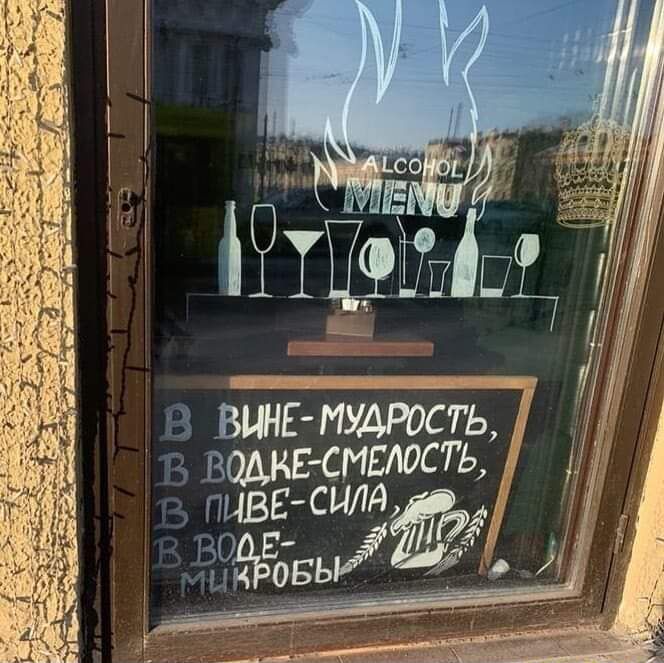 ALCOHOL
MENU
В ВИНЕ-МУДРОСТЬ,
В ВОДКЕ-СМЕЛОСТЬ,
В ПИВЕ-СИЛА,
В ВОДЕ-
МИКРОБЫ